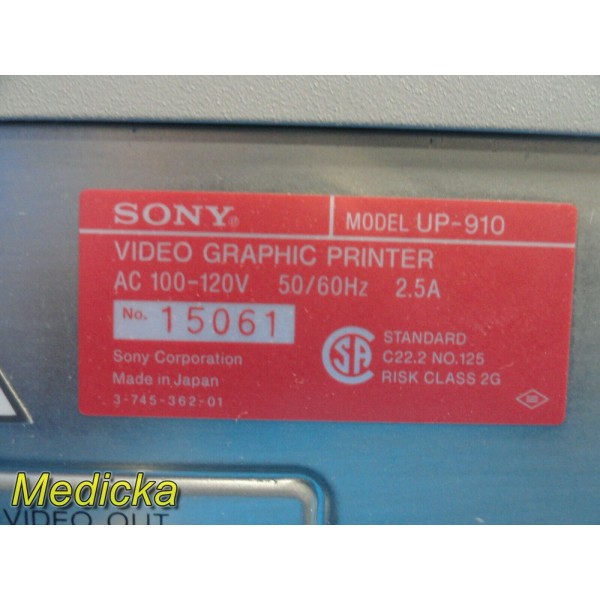 SONY®
MODEL UP-910
VIDEO GRAPHIC PRINTER
AC 100-120V 50/60Hz 2.5A
No. 15061
Sony Corporation
Made in Japan
3-745-362-01
SA
STANDARD
C22.2 NO.125
RISK CLASS 2G
Medicka
VIDEO OUT